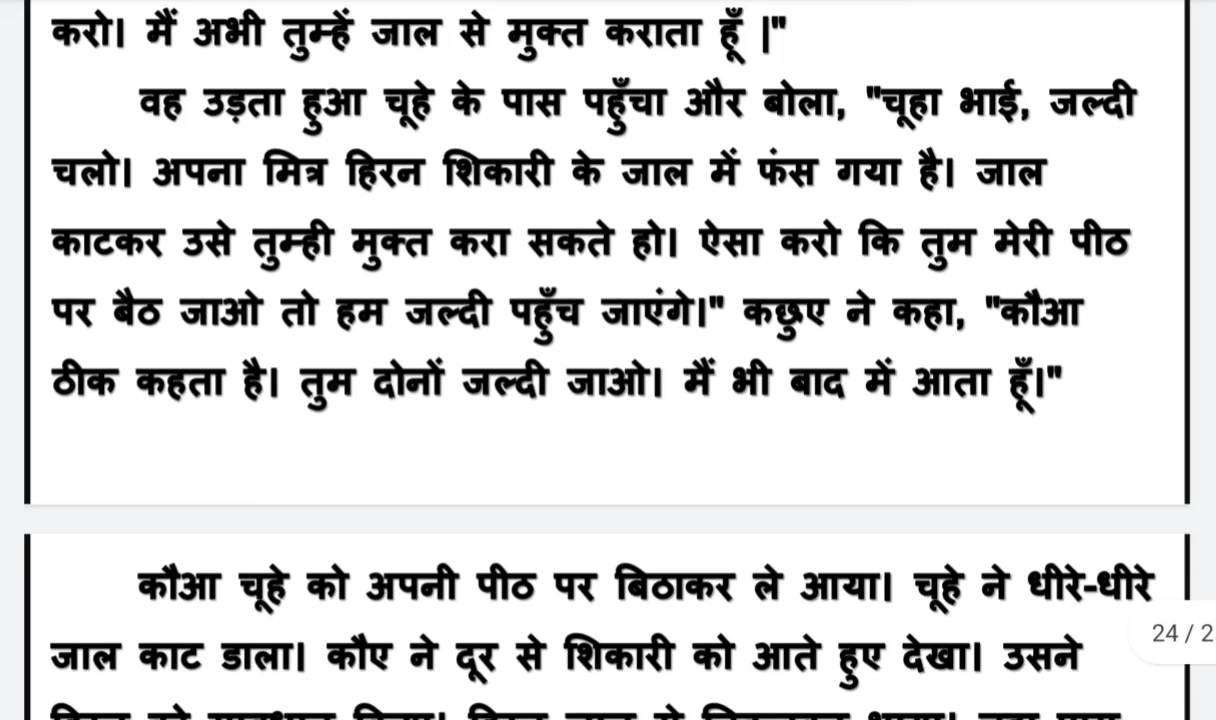 करो। मैं अभी तुम्हें जाल से मुक्त कराता हूँ |"
वह उड़ता हुआ चूहे के पास पहुँचा और बोला, "चूहा भाई, जल्दी
चलो। अपना मित्र हिरन शिकारी के जाल में फंस गया है। जाल
काटकर उसे तुम्ही मुक्त करा सकते हो। ऐसा करो कि तुम मेरी पीठ
पर बैठ जाओ तो हम जल्दी पहुँच जाएंगे।" कछुए ने कहा, "कौआ
ठीक कहता है। तुम दोनों जल्दी जाओ। मैं भी बाद में आता हूँ।"
कौआ चूहे को अपनी पीठ पर बिठाकर ले आया। चूहे ने धीरे-धीरे
24 / 2
जाल काट डाला। कौए ने दूर से शिकारी को आते हुए देखा। उसने